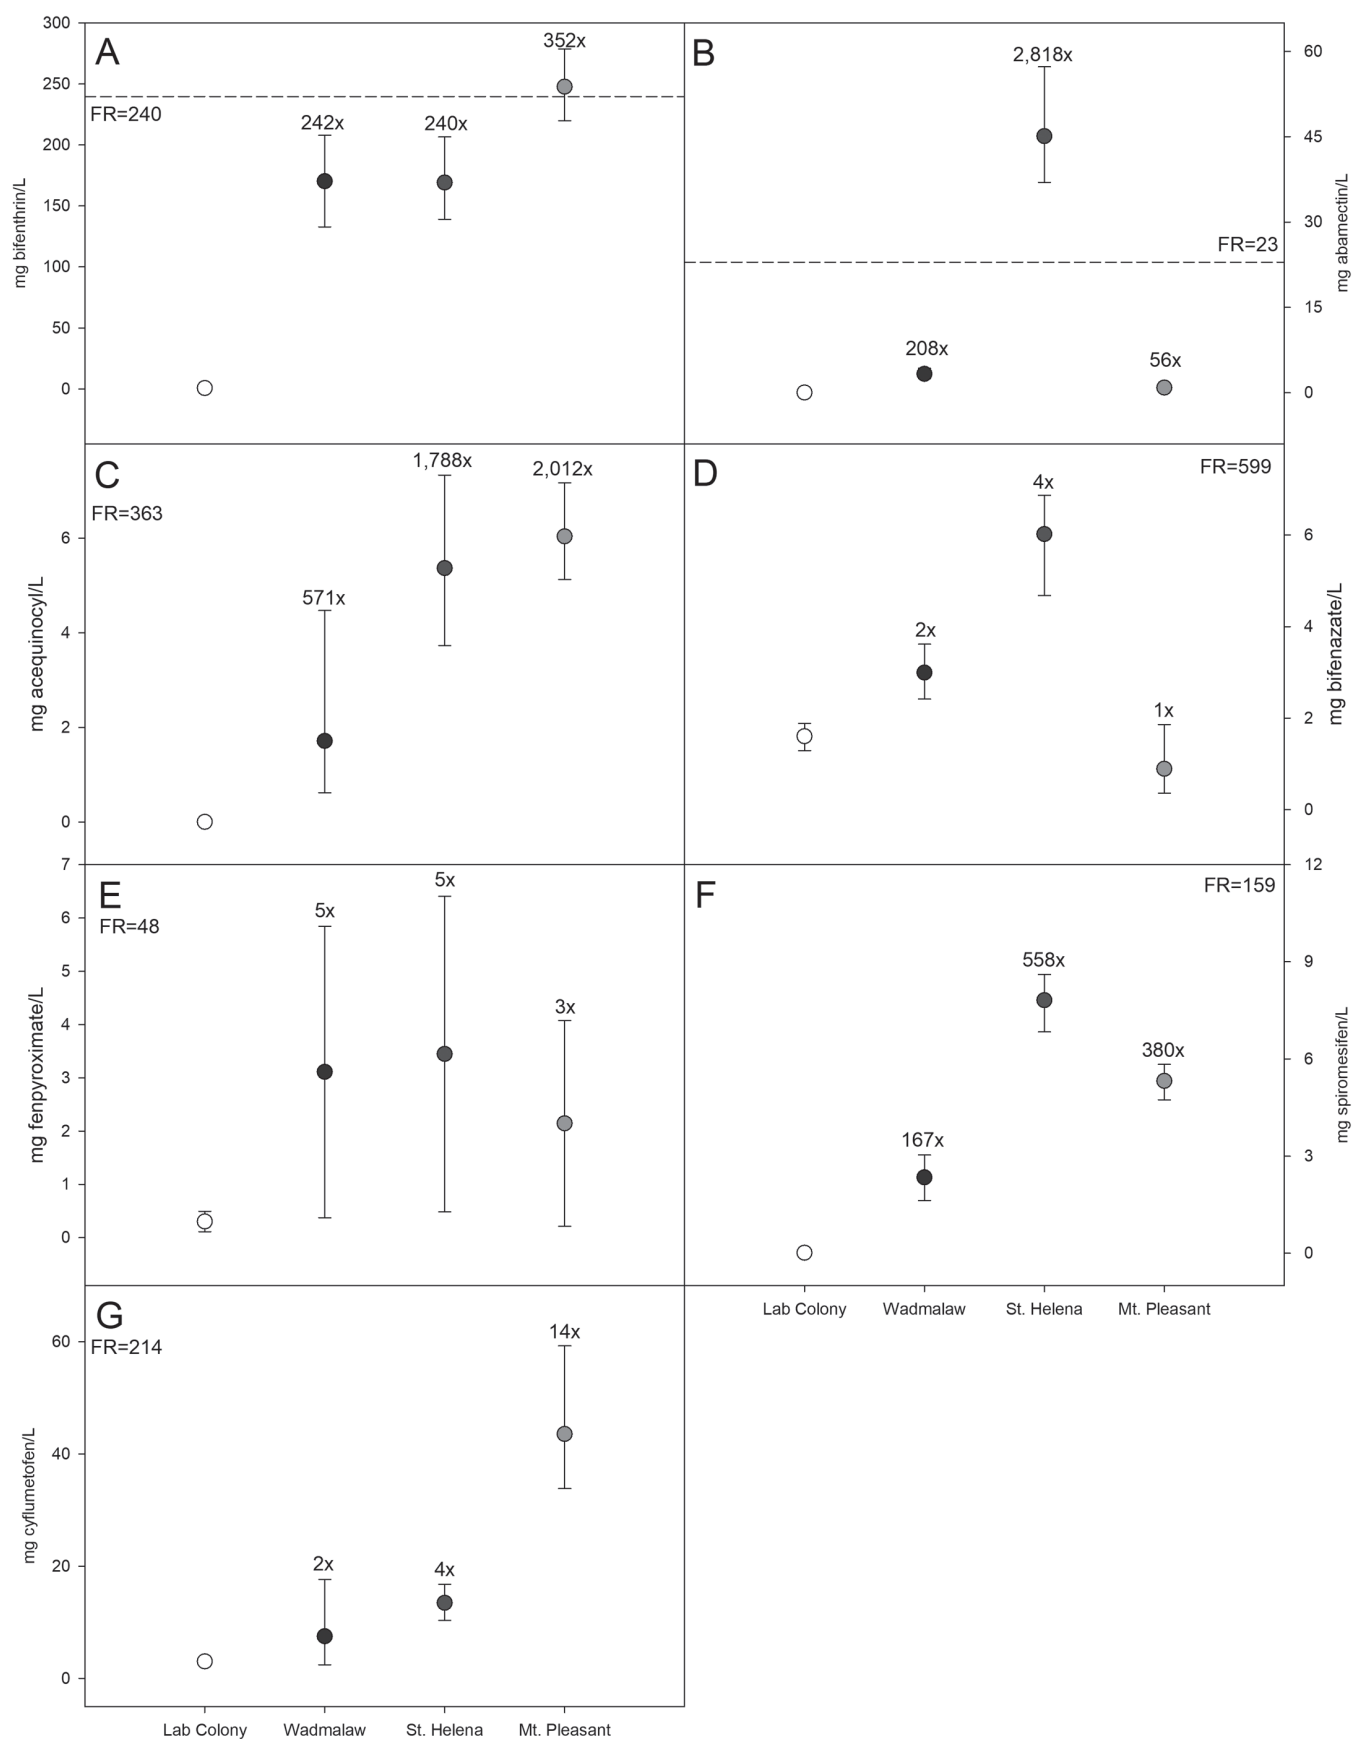 A
FR=240
242x
240x
352x
300
250
200
150
100
50
0
mg bifenthrin/L
B
FR=23
208x
2,818x
56x
60
45
30
15
0
mg abamectin/L
C
FR=363
571x
1,788x
2,012x
6
4
2
0
mg acequinocyl/L
D
FR=599
2x
4x
1x
6
4
2
0
mg bifenazate/L
E
FR=48
5x
5x
3x
7
6
5
4
3
2
1
0
mg fenpyroximate/L
F
FR=159
167x
558x
380x
12
9
6
3
0
mg spiromesifen/L
Lab Colony
Wadmalaw
St. Helena
Mt. Pleasant
G
FR=214
2x
4x
14x
60
40
20
0
mg cyflumetofen/L
Lab Colony
Wadmalaw
St. Helena
Mt. Pleasant